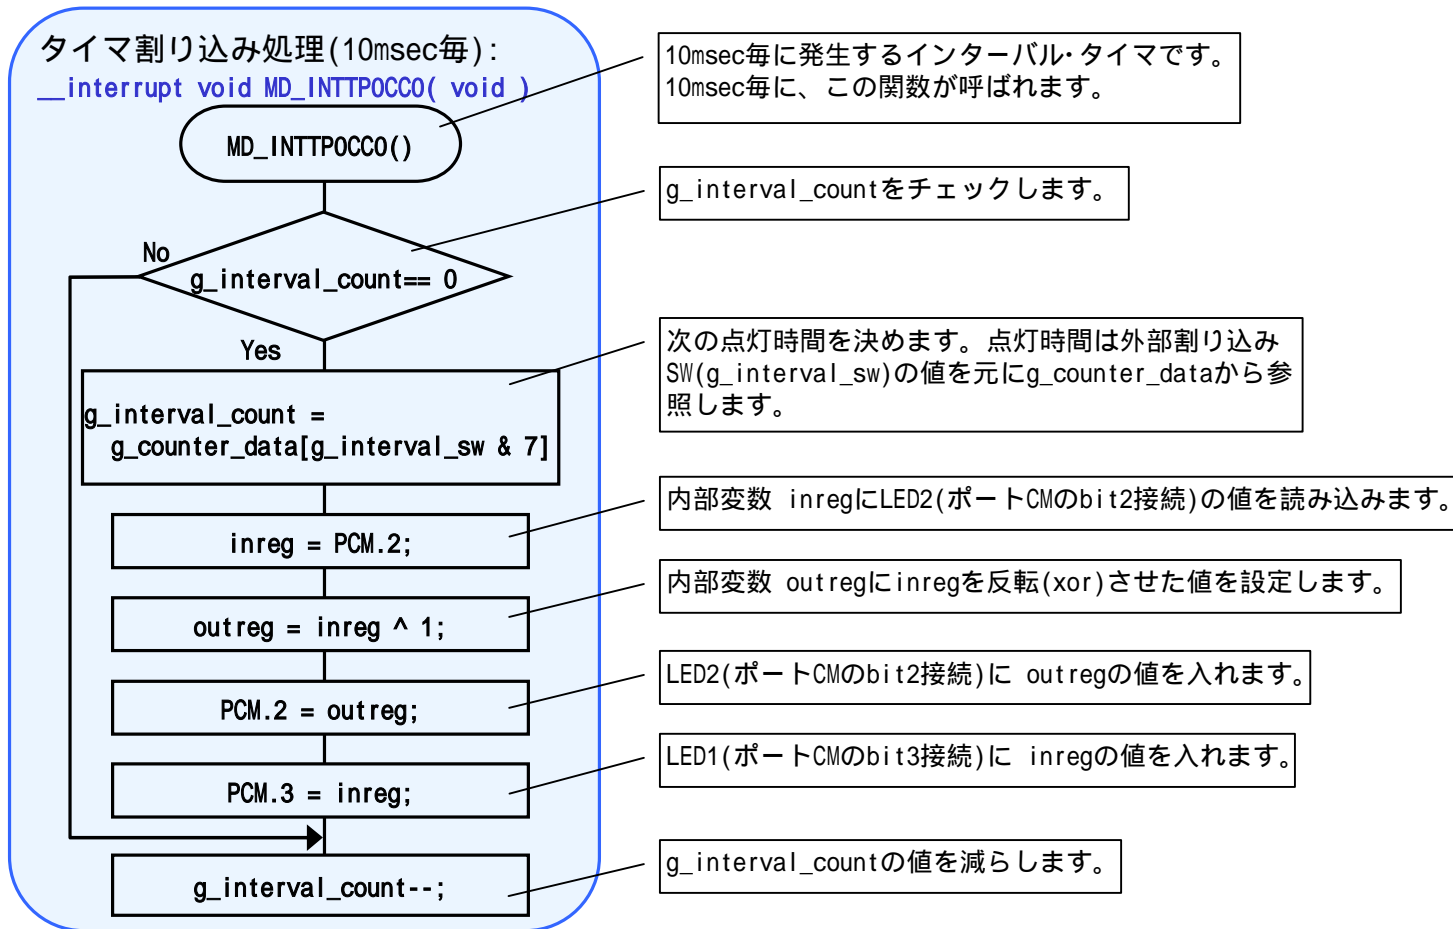 タイマ割り込み処理(10msec毎):
__interrupt void MD_INTTP0CC0( void )
MD_INTTP0CC0()
No
g_interval_count== 0
Yes
g_interval_count =
g_counter_data[g_interval_sw & 7]
inreg = PCM.2;
outreg = inreg ^ 1;
PCM.2 = outreg;
PCM.3 = inreg;
g_interval_count--;
10msec毎に発生するインターバル・タイマです。
10msec毎に、この関数が呼ばれます。
g_interval_countをチェックします。
次の点灯時間を決めます。点灯時間は外部割り込み
SW(g_interval_sw)の値を元にg_counter_dataから参
照します。
内部変数 inregにLED2(ポートCMのbit2接続)の値を読み込みます。
内部変数 outregにinregを反転(xor)させた値を設定します。
LED2(ポートCMのbit2接続)に outregの値を入れます。
LED1(ポートCMのbit3接続)に inregの値を入れます。
g_interval_countの値を減らします。